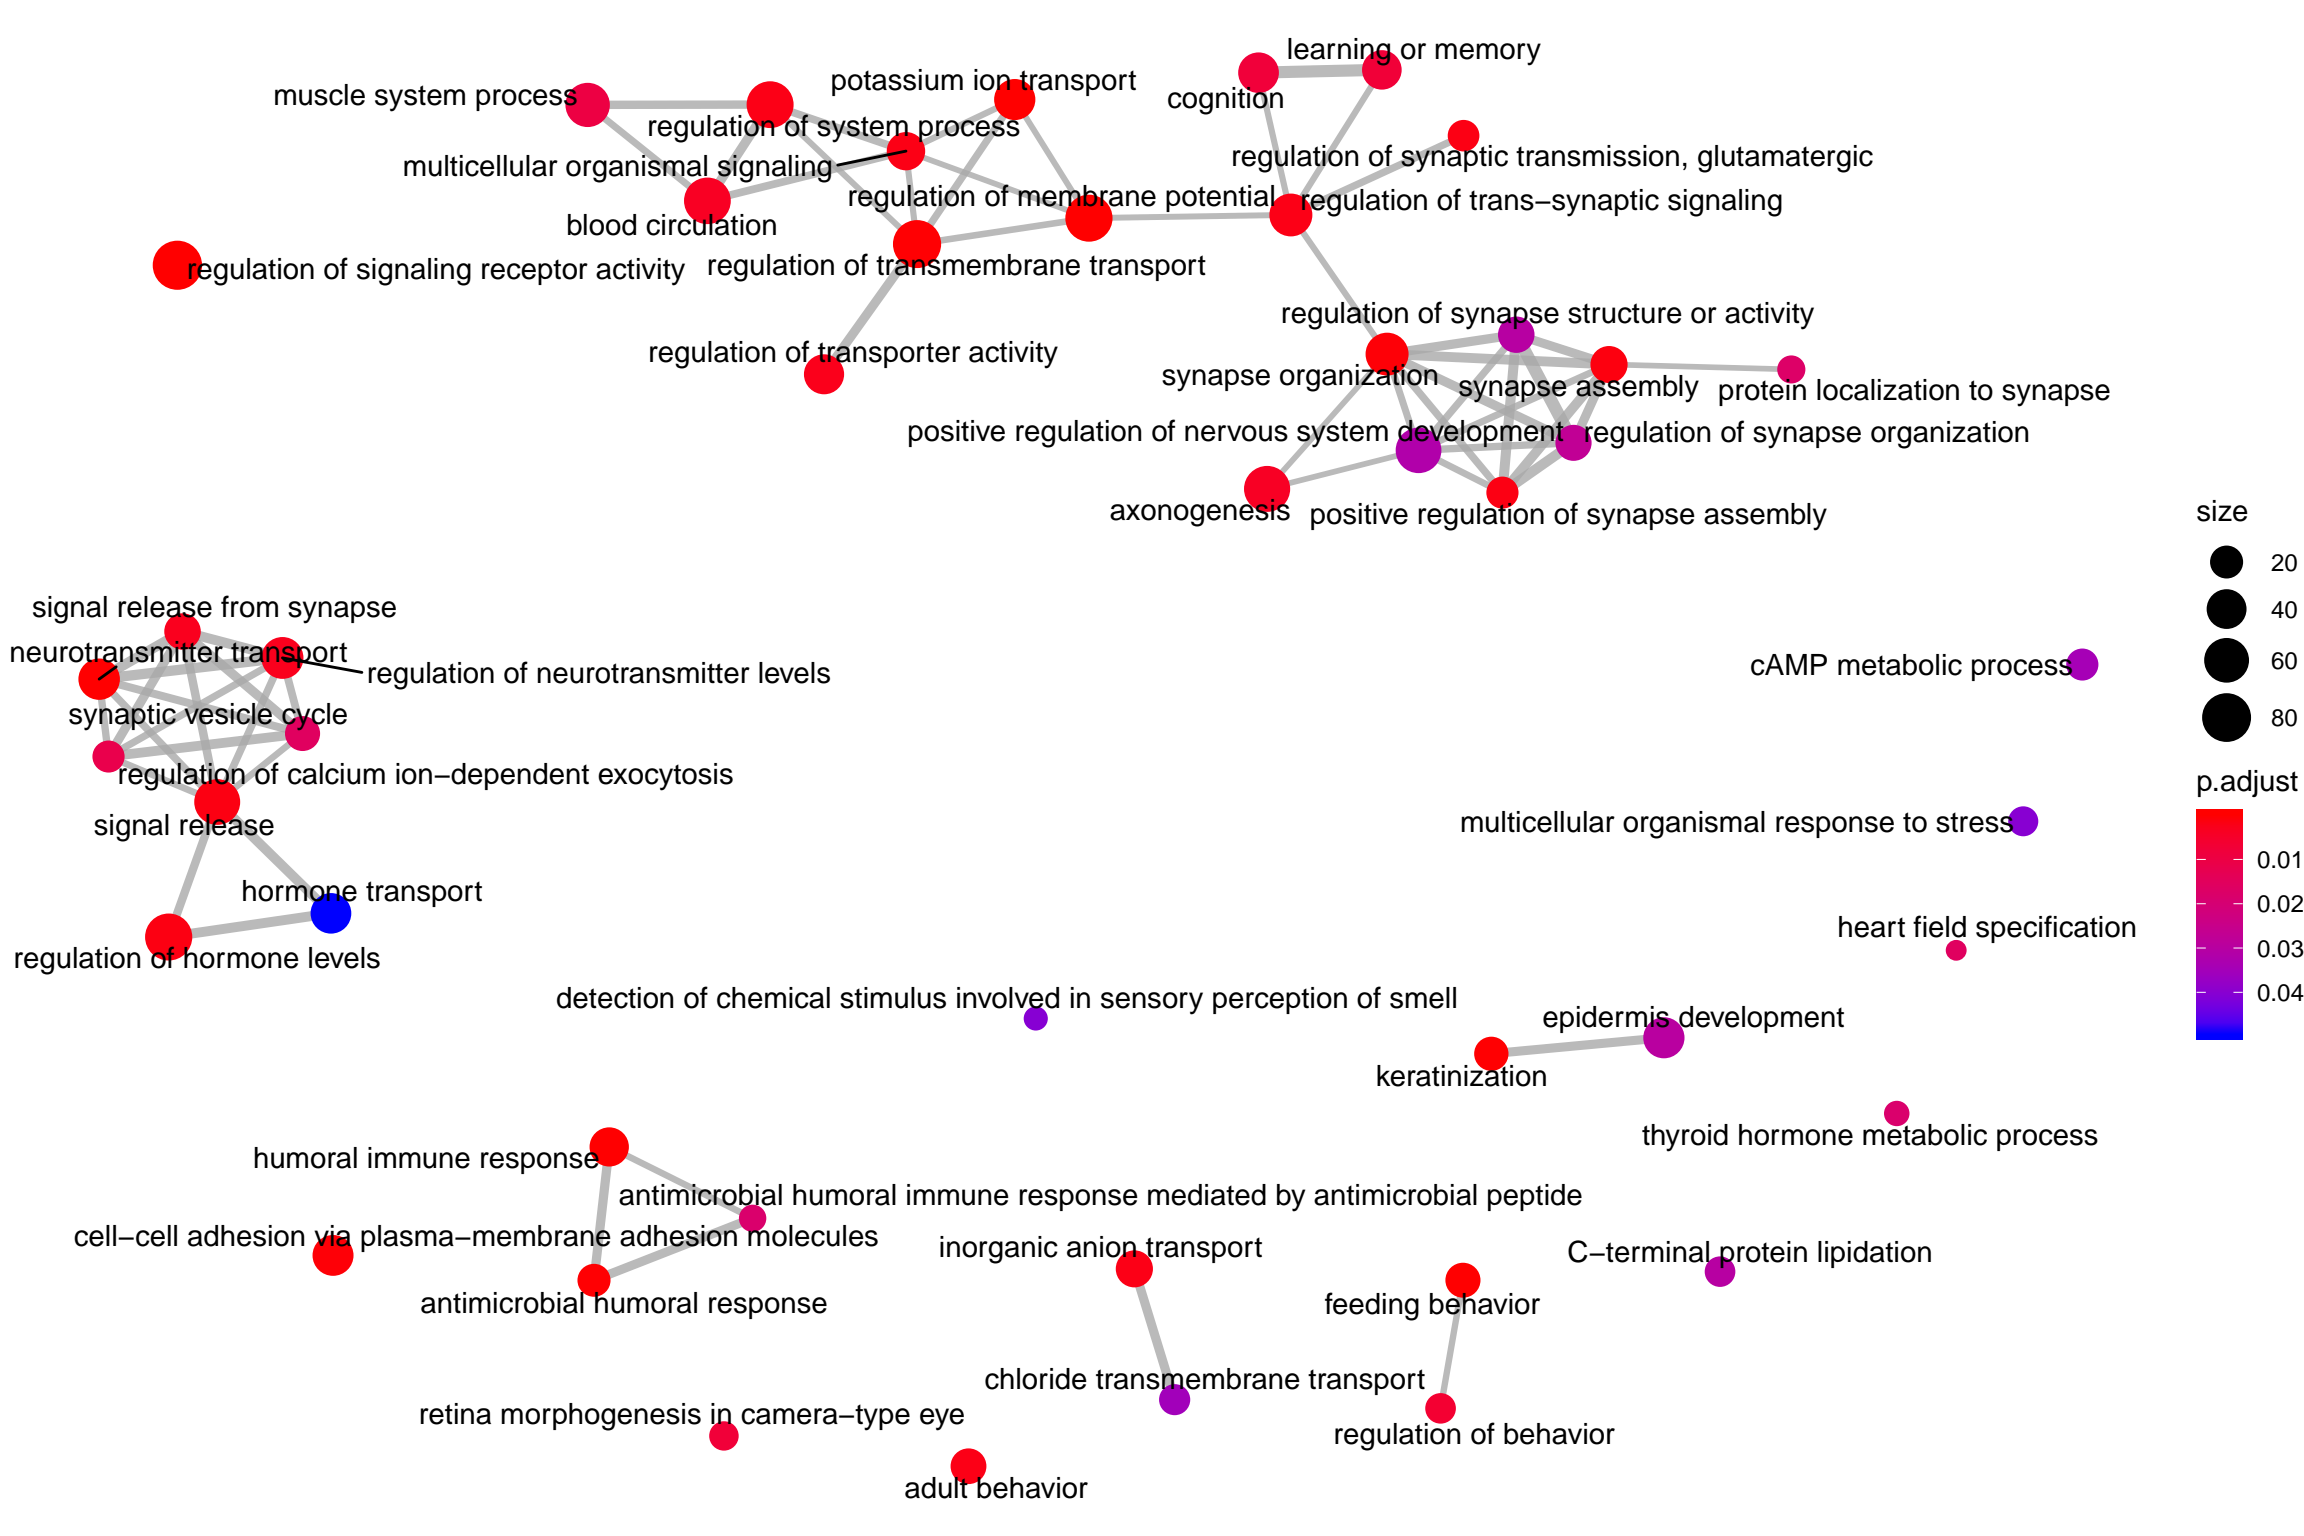 learning or memory
potassium ion transport
muscle system process
cognition
regulation of system process
regulation of synaptic transmission, glutamatergic
multicellular organismal signaling
regulation of membrane potential
regulation of trans−synaptic signaling
blood circulation
regulation of signaling receptor activity
regulation of transmembrane transport
regulation of synapse structure or activity
regulation of transporter activity
synapse organization
synapse assembly
protein localization to synapse
positive regulation of nervous system development
regulation of synapse organization
axonogenesis
positive regulation of synapse assembly
signal release from synapse
neurotransmitter transport
regulation of neurotransmitter levels
synaptic vesicle cycle
regulation of calcium ion−dependent exocytosis
signal release
hormone transport
regulation of hormone levels
cAMP metabolic process
multicellular organismal response to stress
heart field specification
detection of chemical stimulus involved in sensory perception of smell
epidermis development
keratinization
thyroid hormone metabolic process
humoral immune response
antimicrobial humoral immune response mediated by antimicrobial peptide
cell−cell adhesion via plasma−membrane adhesion molecules
inorganic anion transport
C−terminal protein lipidation
antimicrobial humoral response
feeding behavior
chloride transmembrane transport
retina morphogenesis in camera−type eye
regulation of behavior
adult behavior
size
20
40
60
80
p.adjust
0.01
0.02
0.03
0.04